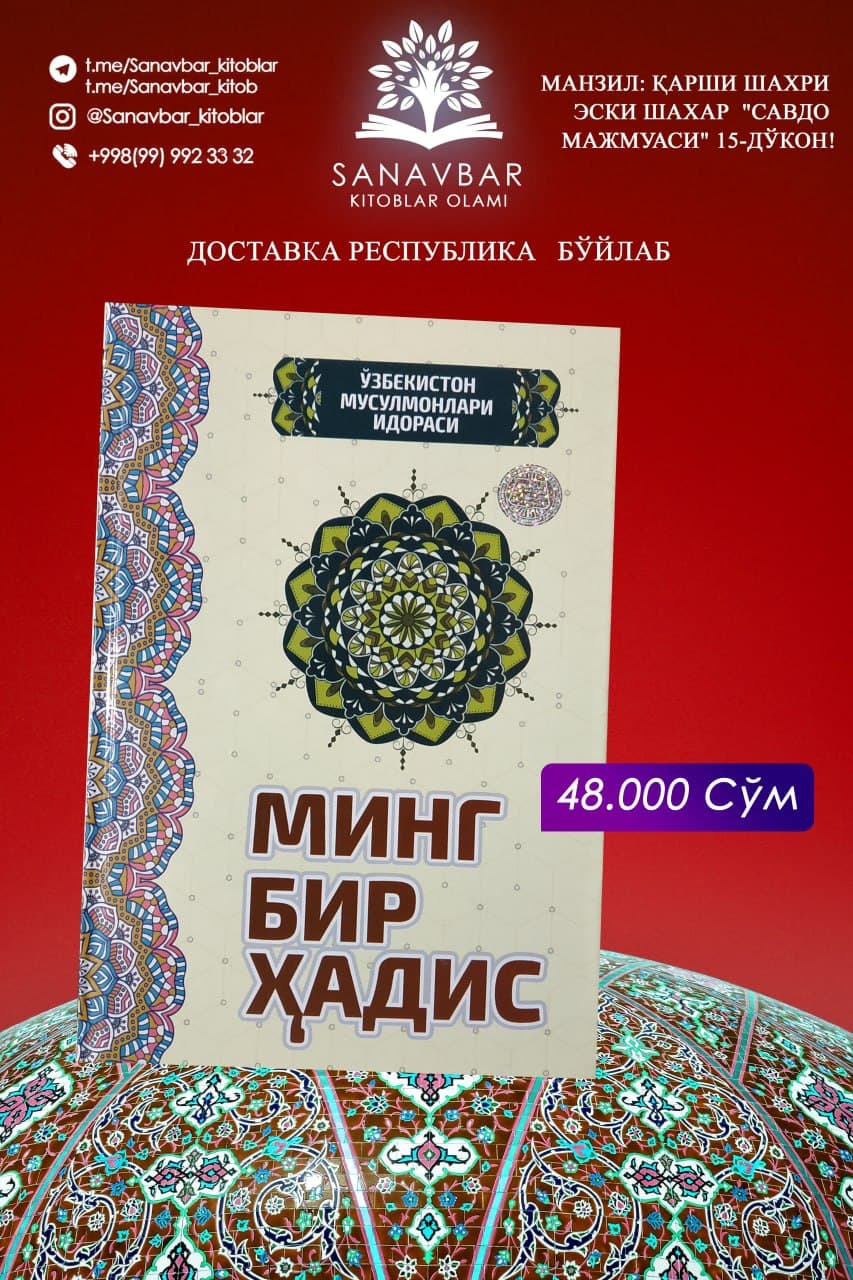 t.me/Sanavbar_kitoblar
t.me/Sanavbar_kitob
@Sanavbar_kitoblar
+998(99) 992 33 32
SANAVBAR
KITOBLAR OLAMI
МАНЗИЛ: ҚАРШИ ШАХРИ
ЭСКИ ШАХАР "САВДО
МАЖМУАСИ" 15-ДЎКОН!
ДОСТАВКА РЕСПУБЛИКА БЎЙЛАБ
ЎЗБЕКИСТОН
МУСУЛМОНЛАРИ
ИДОРАСИ
48.000 Сўм
МИНГ
БИР
ҲАДИС